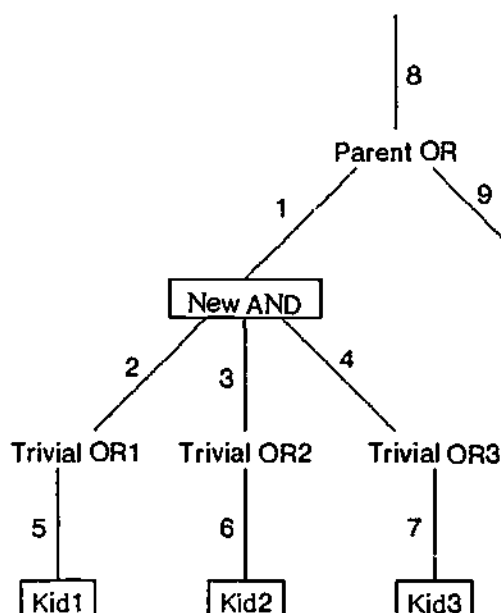 8
Parent OR
1 9
New AND
2 3 4
Trivial OR1 Trivial OR2 Trivial OR3
5 6 7
Kid1 Kid2 Kid3